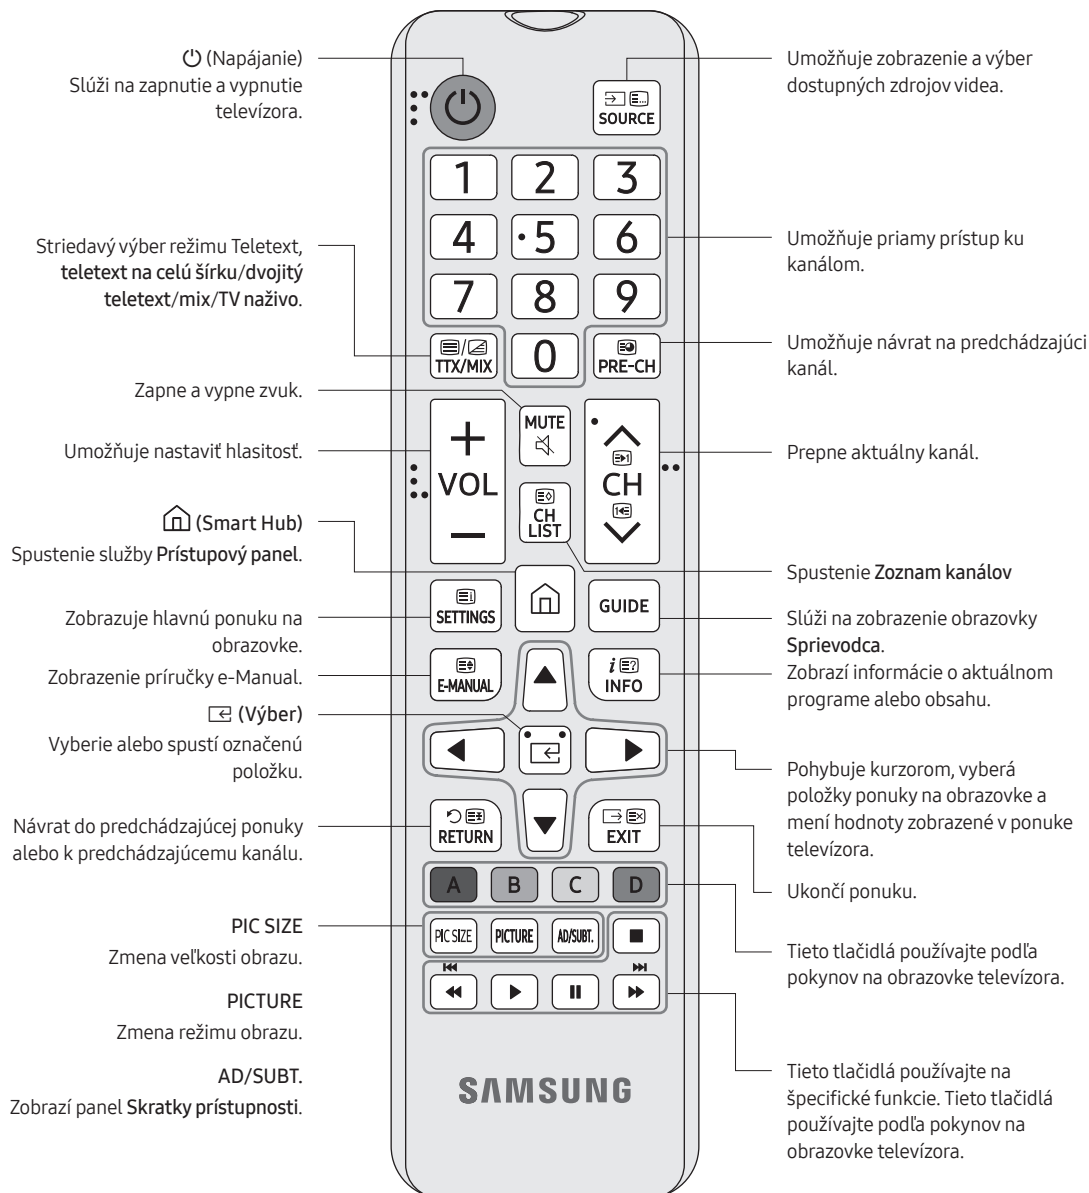 (Napájanie)
Slúži na zapnutie a vypnutie
televízora.
Striedavý výber režimu Teletext,
teletext na celú šírku/dvojitý
teletext/mix/TV naživo.
Zapne a vypne zvuk.
Umožňuje nastaviť hlasitosť.
(Smart Hub)
Spustenie služby Prístupový panel.
Zobrazuje hlavnú ponuku na
obrazovke.
Zobrazenie príručky e-Manual.
(Výber)
Vyberie alebo spustí označenú
položku.
Návrat do predchádzajúcej ponuky
alebo k predchádzajúcemu kanálu.
PIC SIZE
Zmena veľkosti obrazu.
PICTURE
Zmena režimu obrazu.
AD/SUBT.
Zobrazí panel Skratky prístupnosti.
SOURCE
1 2 3
4 5 6
7 8 9
TTX/MIX 0 PRE-CH
MUTE
VOL
CH
CH
LIST
SETTINGS
GUIDE
E-MANUAL
INFO
RETURN
EXIT
A B C D
PIC SIZE PICTURE AD/SUBT.
SAMSUNG
Umožňuje zobrazenie a výber
dostupných zdrojov videa.
Umožňuje priamy prístup ku
kanálom.
Umožňuje návrat na predchádzajúci
kanál.
Prepne aktuálny kanál.
Spustenie Zoznam kanálov
Slúži na zobrazenie obrazovky
Sprievodca.
Zobrazí informácie o aktuálnom
programe alebo obsahu.
Pohybuje kurzorom, vyberá
položky ponuky na obrazovke a
mení hodnoty zobrazené v ponuke
televízora.
Ukončí ponuku.
Tieto tlačidlá používajte podľa
pokynov na obrazovke televízora.
Tieto tlačidlá používajte na
špecifické funkcie. Tieto tlačidlá
používajte podľa pokynov na
obrazovke televízora.